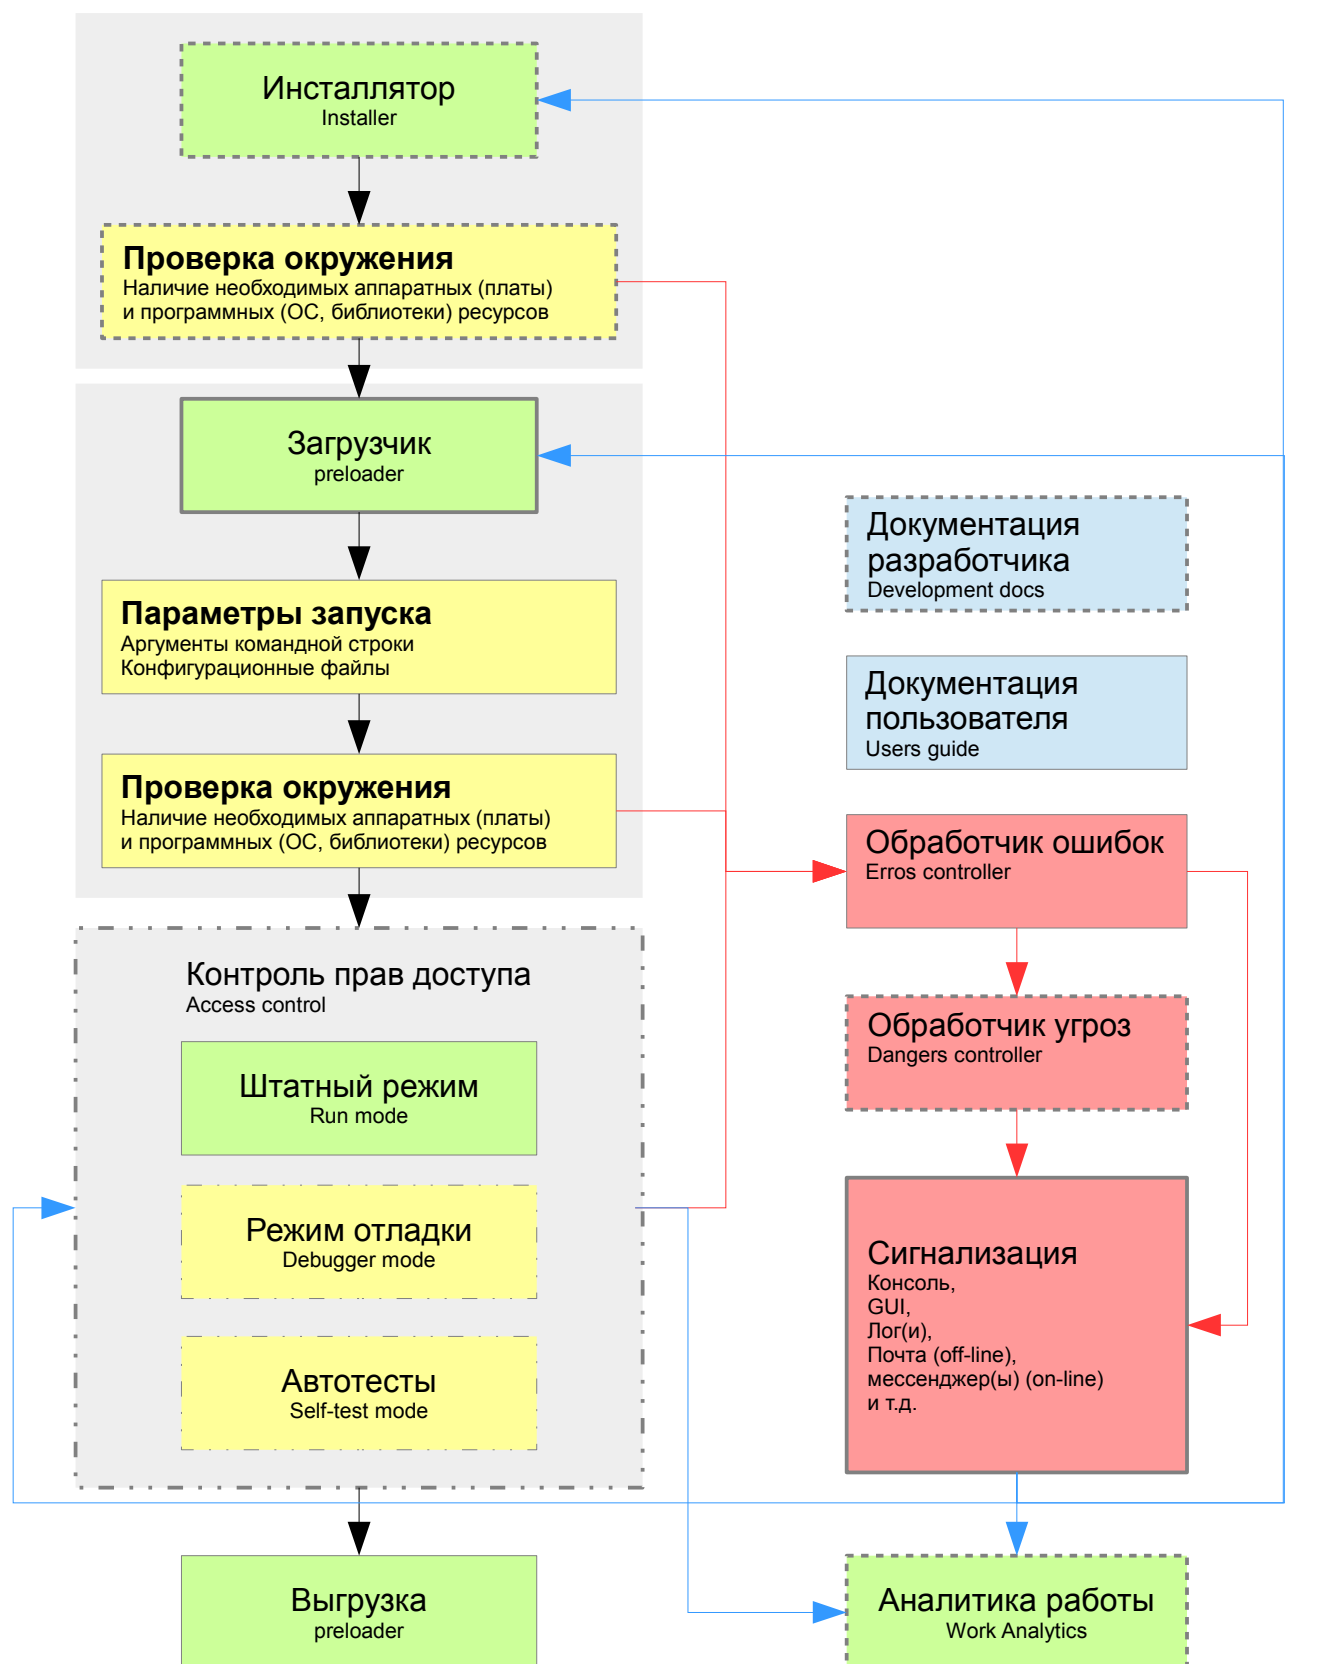 Инсталлятор
Installer
Проверка окружения
Наличие необходимых аппаратных (платы)
и программных (ОС, библиотеки) ресурсов
Загрузчик
preloader
Параметры запуска
Аргументы командной строки
Конфигурационные файлы
Проверка окружения
Наличие необходимых аппаратных (платы)
и программных (ОС, библиотеки) ресурсов
Контроль прав доступа
Access control
Штатный режим
Run mode
Режим отладки
Debugger mode
Автотесты
Self-test mode
Выгрузка
preloader
Документация
разработчика
Development docs
Документация
пользователя
Users guide
Обработчик ошибок
Erros controller
Обработчик угроз
Dangers controller
Сигнализация
Консоль,
GUI,
Лог(и),
Почта (off-line),
мессенджер(ы) (on-line)
и т.д.
Аналитика работы
Work Analytics